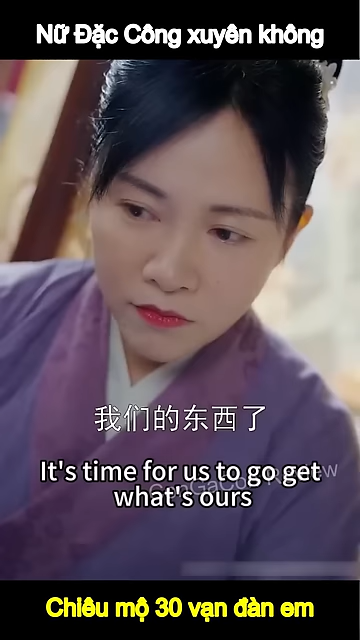 Nữ Đặc Công xuyên không
我们的东西了
It's time for us to go get
what's ours
Chiêu mộ 30 vạn đàn em